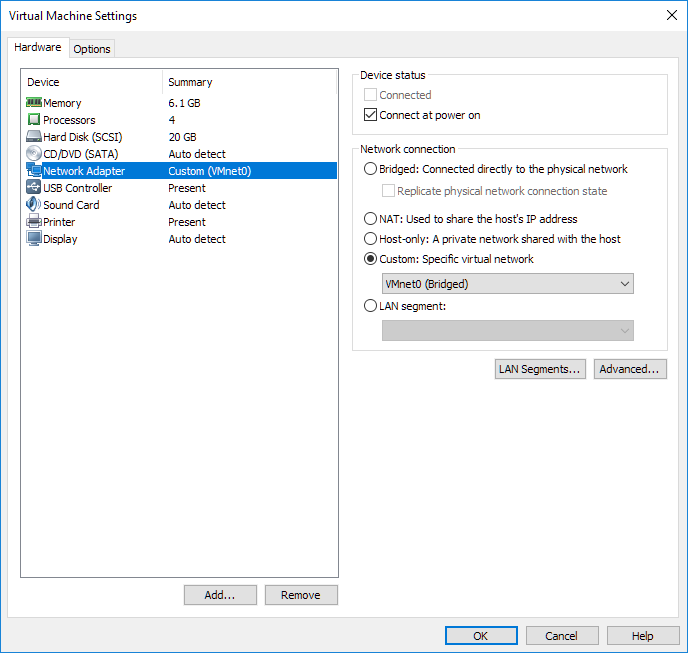 Virtual Machine Settings
Hardware
Options
Device Summary
Memory 6.1 GB
Processors 4
Hard Disk (SCSI) 20 GB
CD/DVD (SATA) Auto detect
Network Adapter Custom (VMnet0)
USB Controller Present
Sound Card Auto detect
Printer Present
Display Auto detect
Add...
Remove
Device status
Connected
Connect at power on
Network connection
Bridged: Connected directly to the physical network
Replicate physical network connection state
NAT: Used to share the host's IP address
Host-only: A private network shared with the host
Custom: Specific virtual network
VMnet0 (Bridged)
LAN segment:
LAN Segments...
Advanced...
OK
Cancel
Help